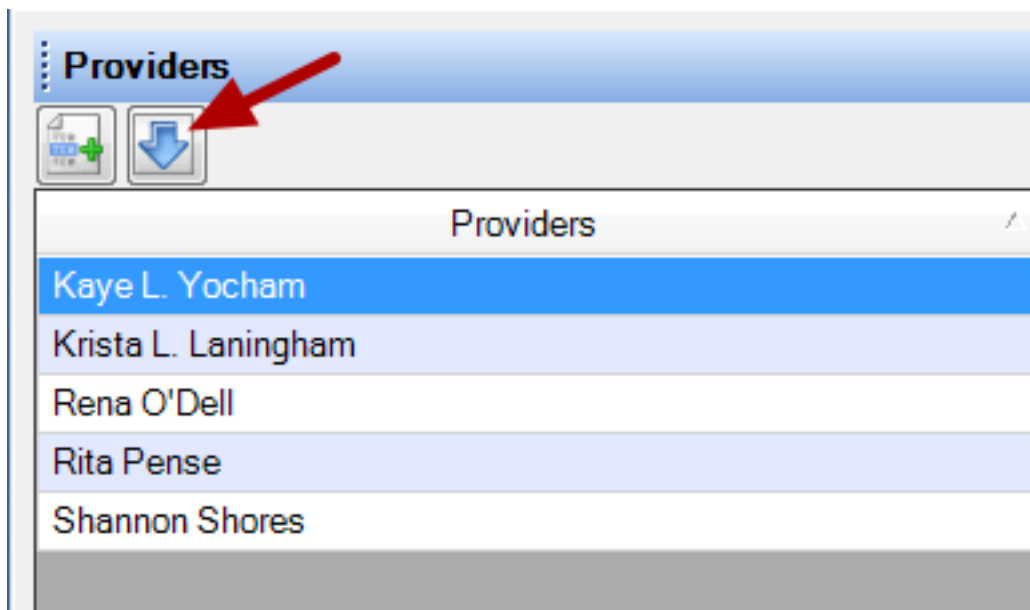 Providers
Providers
Kaye L. Yocham
Krista L. Laningham
Rena O'Dell
Rita Pense
Shannon Shores